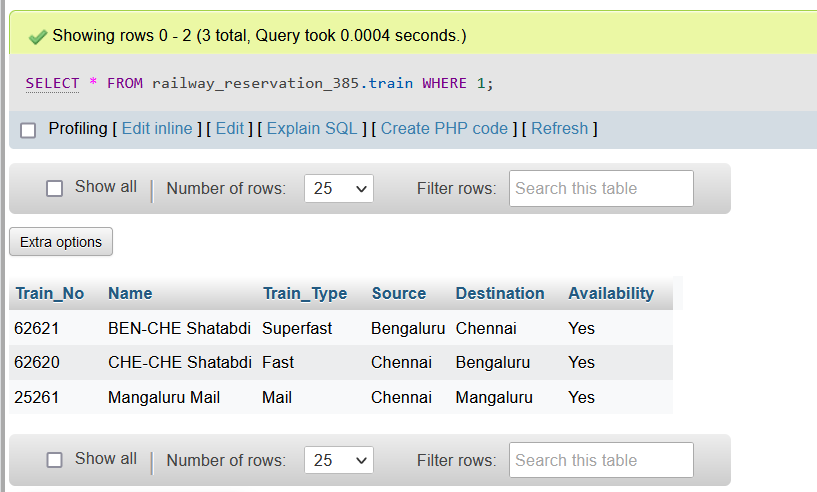 Showing rows 0 - 2 (3 total, Query took 0.0004 seconds.)
SELECT * FROM railway_reservation_385.train WHERE 1;
Profiling [ Edit inline ] [ Edit ] [ Explain SQL ] [ Create PHP code ] [ Refresh ]
Show all | Number of rows: 25 Filter rows: Search this table
Extra options
Train_No Name Train_Type Source Destination Availability
62621 BEN-CHE Shatabdi Superfast Bengaluru Chennai Yes
62620 CHE-CHE Shatabdi Fast Chennai Bengaluru Yes
25261 Mangaluru Mail Mail Chennai Mangaluru Yes
Show all | Number of rows: 25 Filter rows: Search this table